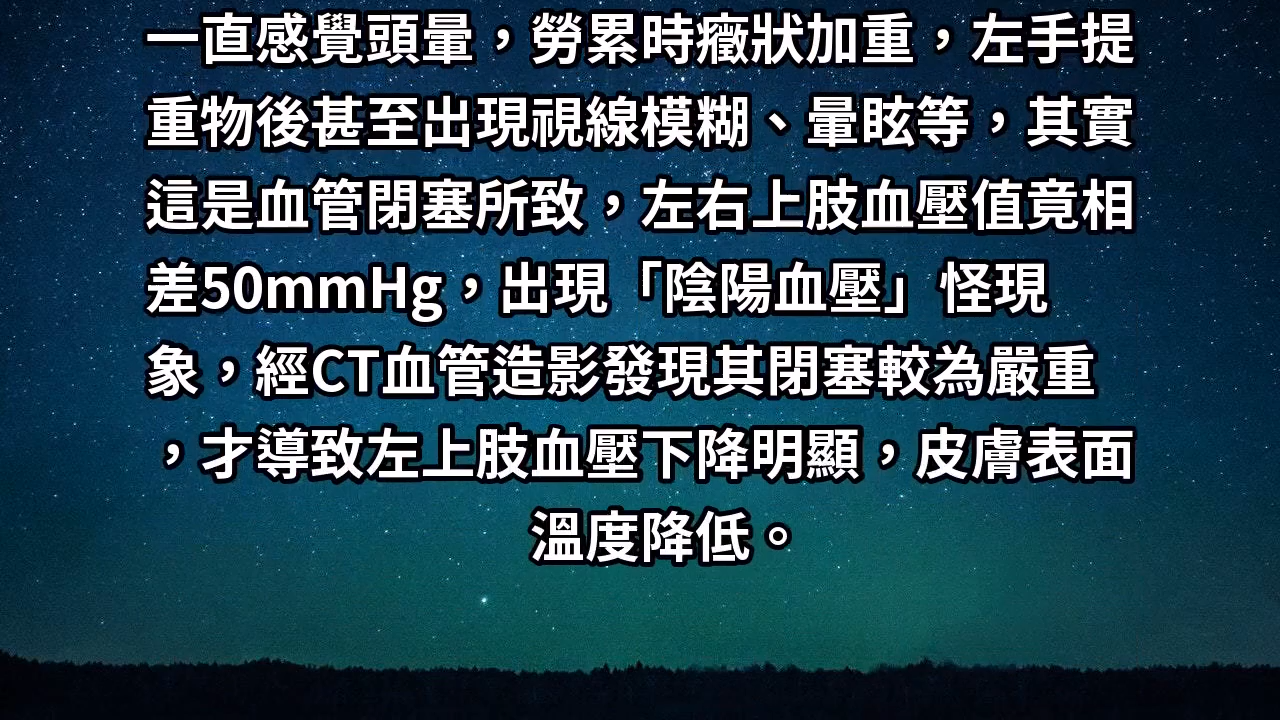 一直感覺頭暈，勞累時癥狀加重，左手提
重物後甚至出現視線模糊、暈眩等，其實
這是血管閉塞所致，左右上肢血壓值竟相
差50mmHg，出現「陰陽血壓」怪現
象，經CT血管造影發現其閉塞較為嚴重
，才導致左上肢血壓下降明顯，皮膚表面
溫度降低。